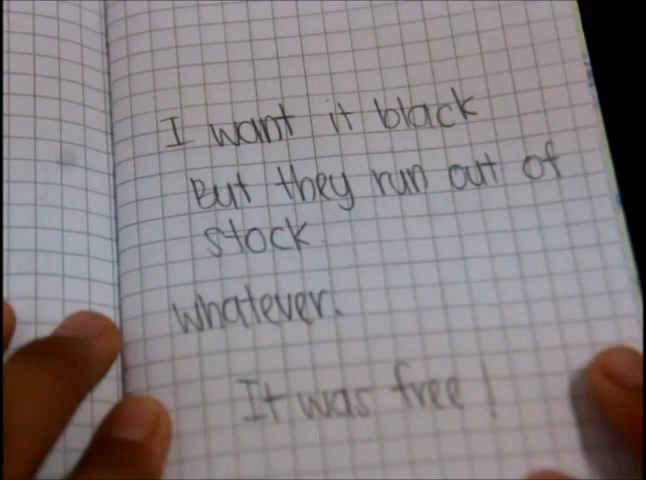 I want it black
But they run out of
stock
whatever.
It was free!